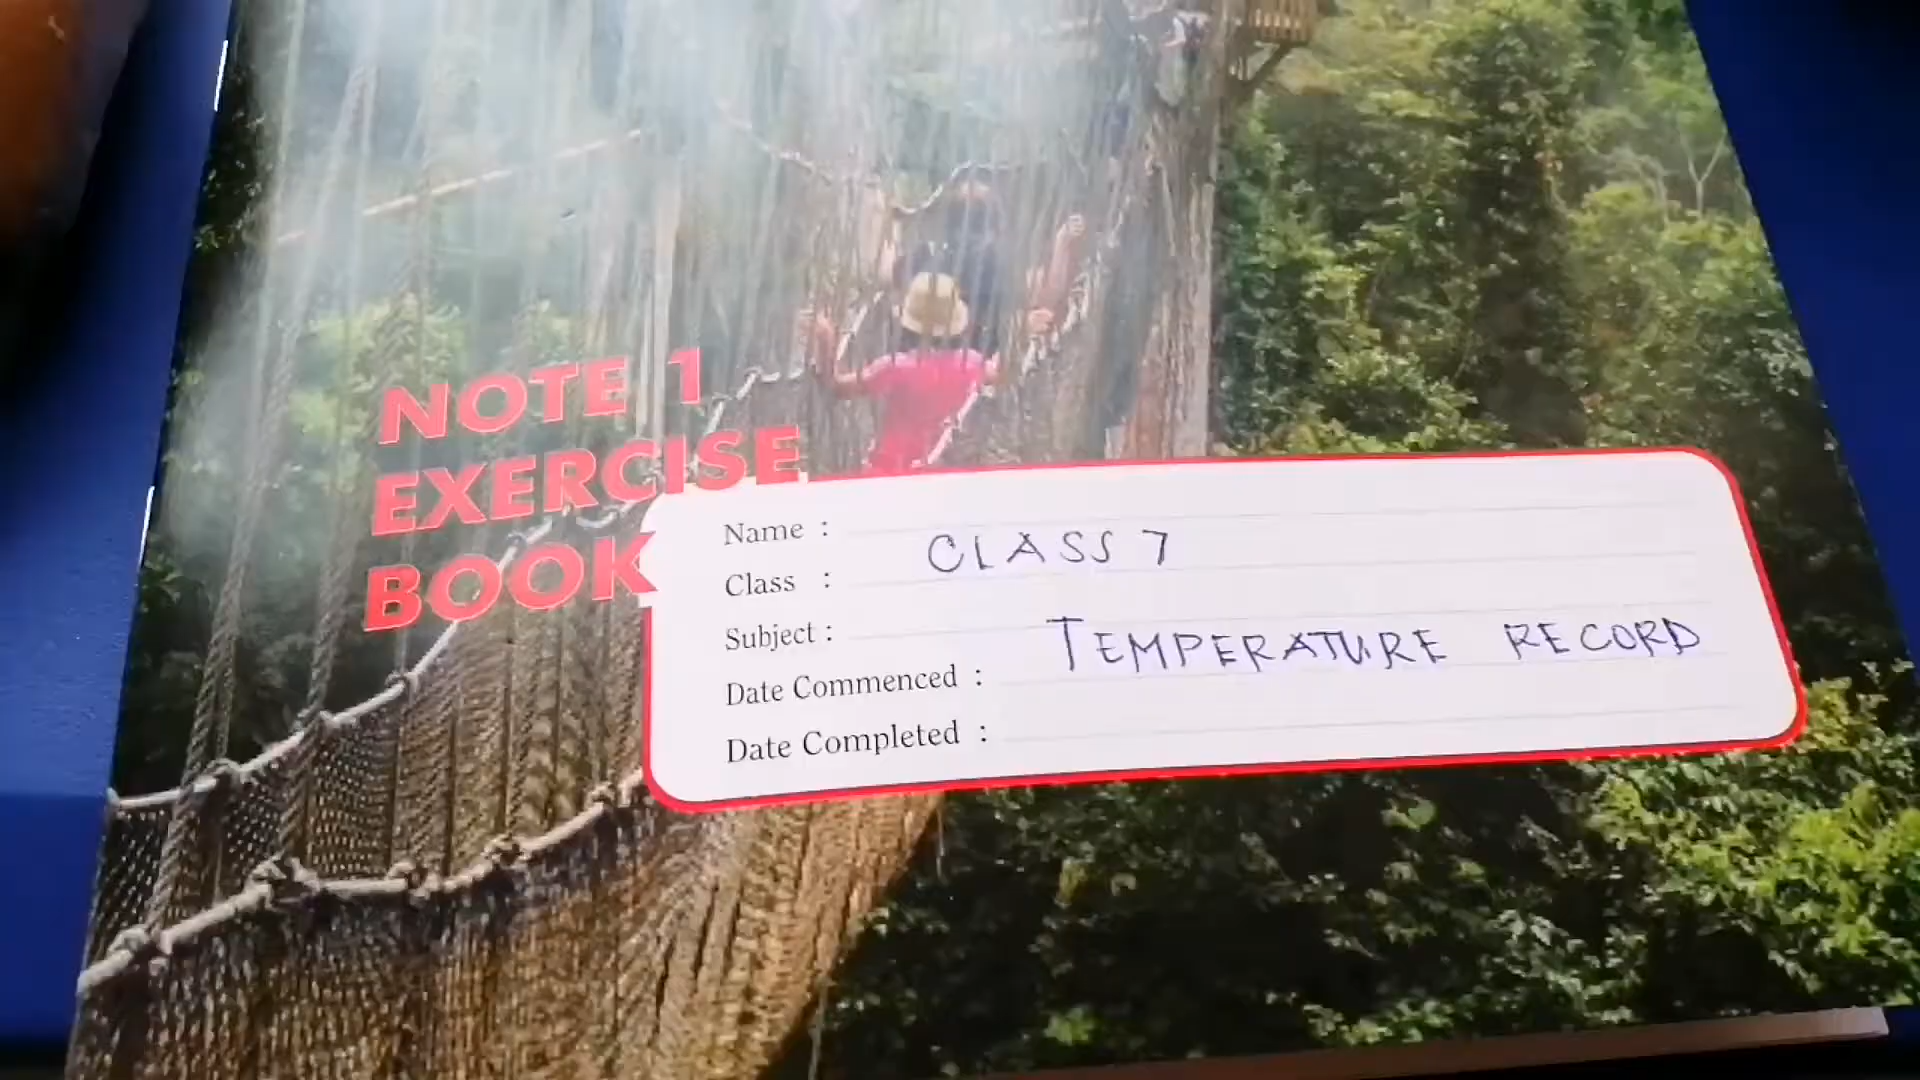 NOTE 1
EXERCISE
BOOK
Name :
Class : CLASS 7
Subject :
Date Commenced : TEMPERATURE RECORD
Date Completed :